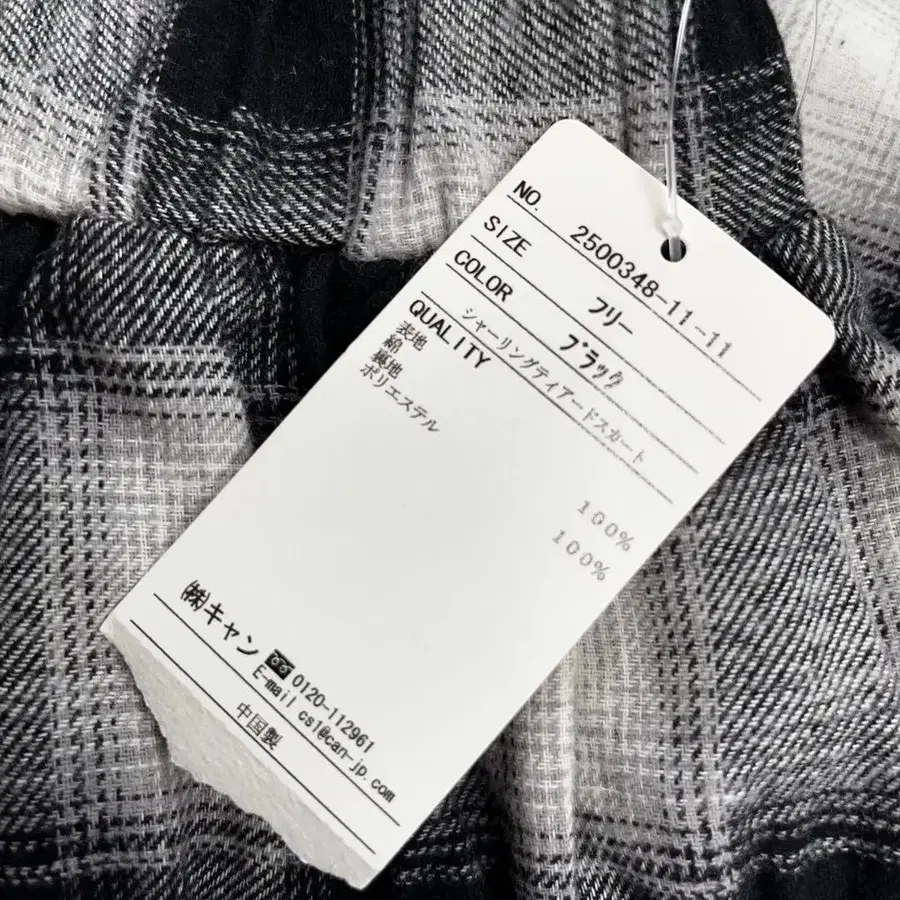 NO. 2500348-11-11
SIZE フリー
COLOR ブラック
シャーリングティアードスカート
QUALITY
表地
綿 100%
裏地
ポリエステル 100%
㈱キャン 0120-112961
E-mail cs1@can-jp.com
中国製